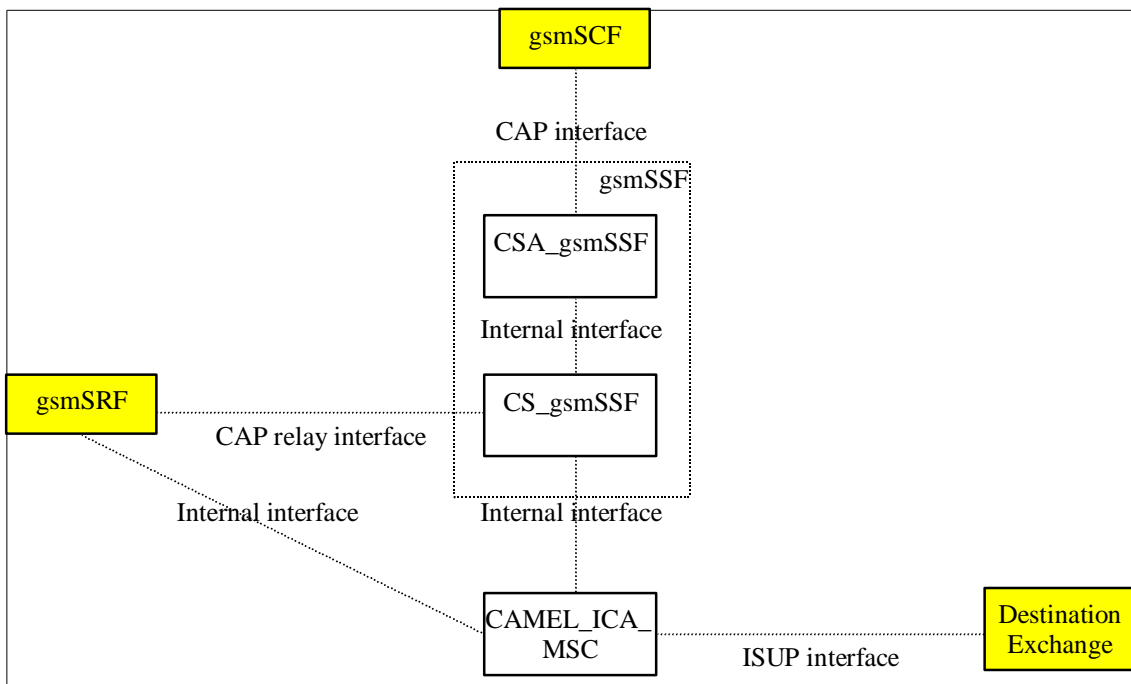 gsmSCF
CAP interface
gsmSSF
CSA_gsmSSF
Internal interface
gsmSRF
CS_gsmSSF
CAP relay interface
Internal interface
Internal interface
CAMEL_ICA_
MSC
Destination
Exchange
ISUP interface